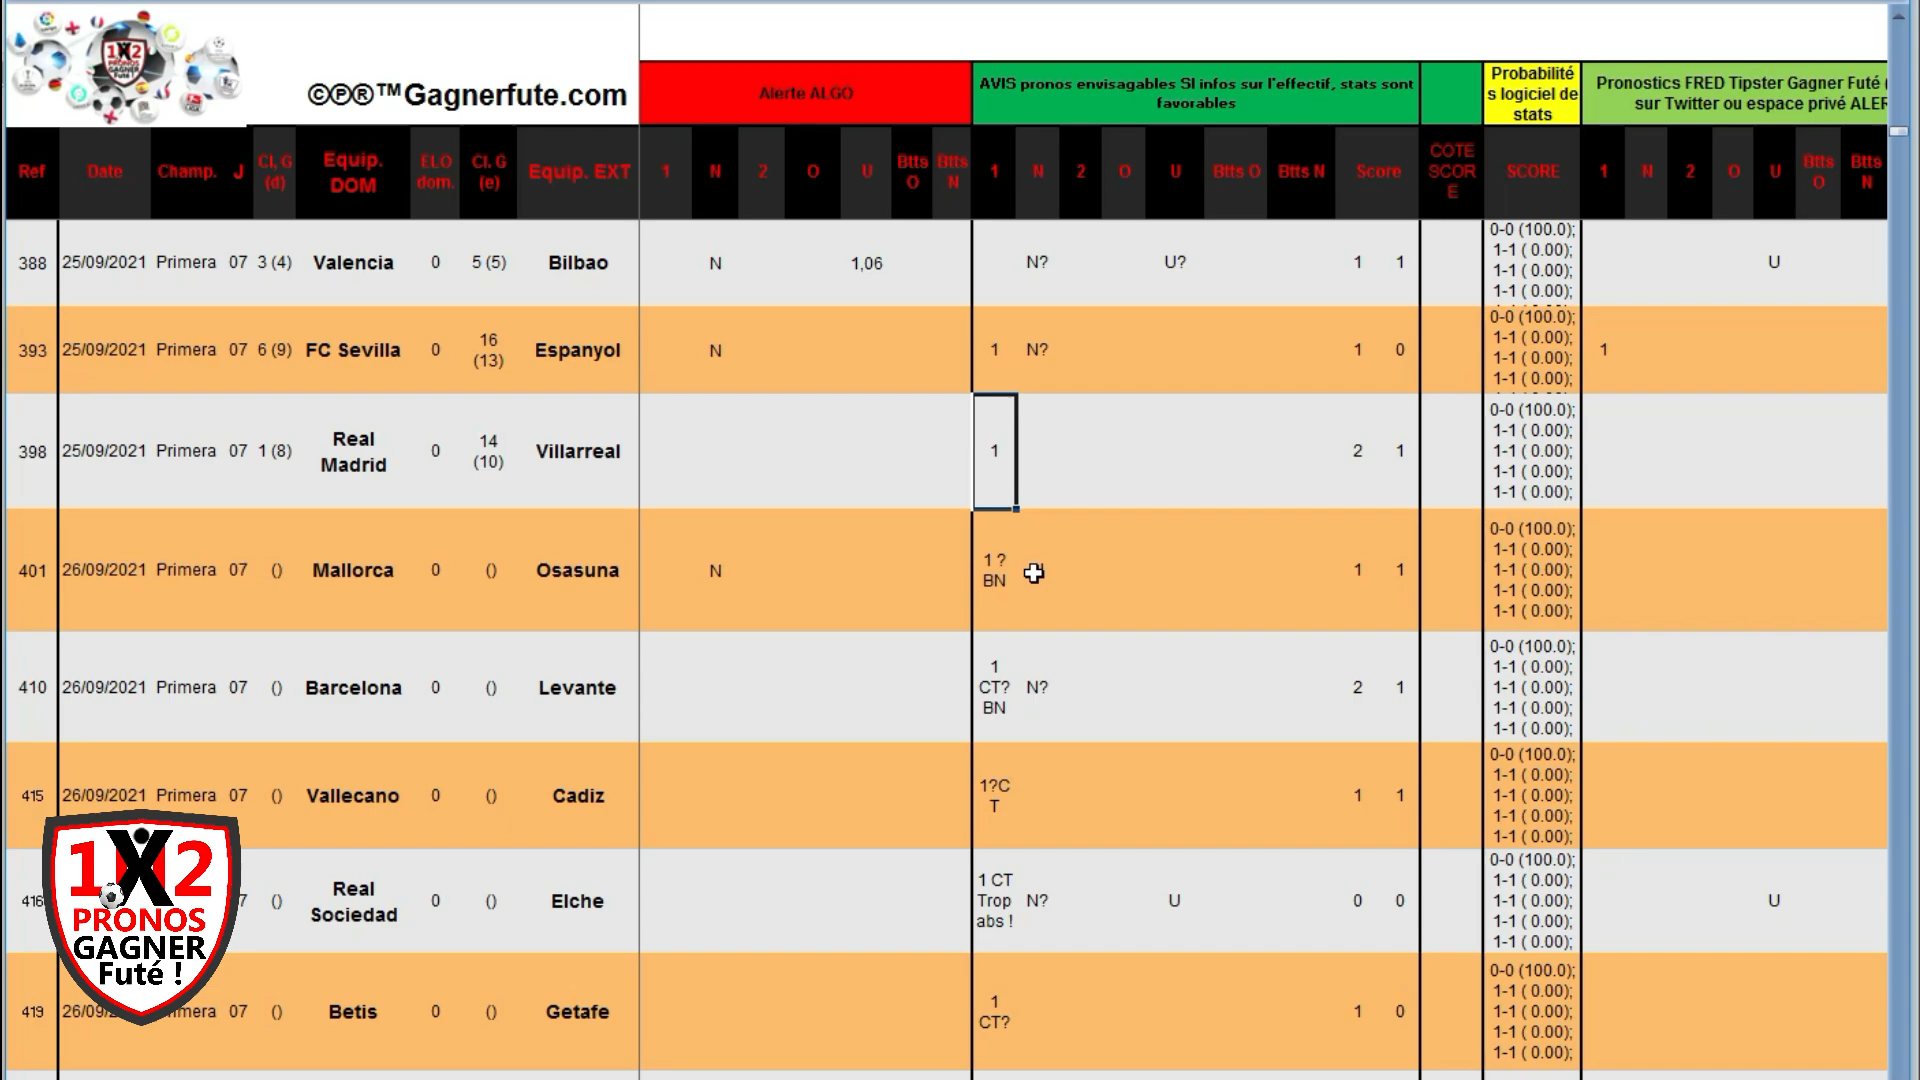 ©℗®™Gagnerfute.com
Alerte ALGO
AVIS pronos envisagables SI infos sur l'effectif, stats sont
favorables
Probabilité
s logiciel de
stats
Pronostics FRED Tipster Gagner Futé (
sur Twitter ou espace privé ALER
Ref Date Champ. J Cl, G (d) Equip. DOM ELO dom. Cl. G (e) Equip. EXT 1 N 2 O U Btts O Btts N 1 N 2 O U Btts O Btts N Score COTE SCOR E SCORE 1 N 2 O U Btts O Btts N
388 25/09/2021 Primera 07 3 (4) Valencia 0 5 (5) Bilbao N 1,06 N? U? 1 1 U
0-0 (100.0);
1-1 ( 0.00);
1-1 ( 0.00);
1-1 ( 0.00);
393 25/09/2021 Primera 07 6 (9) FC Sevilla 0 16 (13) Espanyol N 1 N? 1 0 1
0-0 (100.0);
1-1 ( 0.00);
1-1 ( 0.00);
1-1 ( 0.00);
398 25/09/2021 Primera 07 1 (8) Real Madrid 0 14 (10) Villarreal 1 2 1
0-0 (100.0);
1-1 ( 0.00);
1-1 ( 0.00);
1-1 ( 0.00);
1-1 ( 0.00);
401 26/09/2021 Primera 07 () Mallorca 0 () Osasuna N 1 ? BN 1 1
0-0 (100.0);
1-1 ( 0.00);
1-1 ( 0.00);
1-1 ( 0.00);
1-1 ( 0.00);
410 26/09/2021 Primera 07 () Barcelona 0 () Levante 1 CT? BN N? 2 1
0-0 (100.0);
1-1 ( 0.00);
1-1 ( 0.00);
1-1 ( 0.00);
1-1 ( 0.00);
415 26/09/2021 Primera 07 () Vallecano 0 () Cadiz 1?C T 1 1
0-0 (100.0);
1-1 ( 0.00);
1-1 ( 0.00);
1-1 ( 0.00);
1-1 ( 0.00);
416 7 () Real Sociedad 0 () Elche 1 CT Trop abs ! N? U 0 0 U
0-0 (100.0);
1-1 ( 0.00);
1-1 ( 0.00);
1-1 ( 0.00);
1-1 ( 0.00);
419 26/09/ mera 07 () Betis 0 () Getafe 1 CT? 1 0
0-0 (100.0);
1-1 ( 0.00);
1-1 ( 0.00);
1-1 ( 0.00);
1-1 ( 0.00);
1X2
PRONOS
GAGNER
Futé !
1X2
PRONOS
GAGNER
Futé !